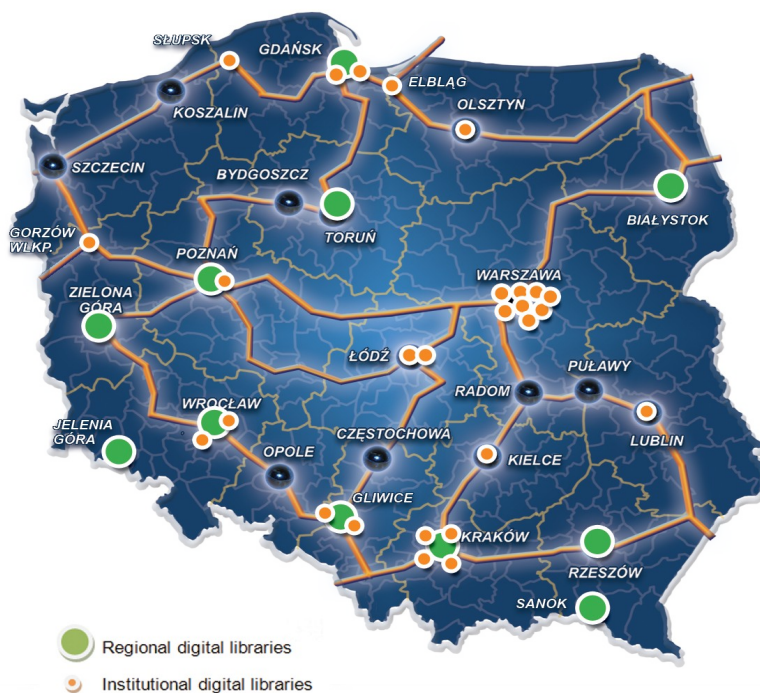 SŁUPSK
GDAŃSK
ELBLĄG
KOSZALIN
OLSZTYN
SZCZECIN
BYDGOSZCZ
TORUŃ
BIAŁYSTOK
GORZÓW
WLKP.
POZNAŃ
WARSZAWA
ZIELONA
GÓRA
ŁÓDŹ
PUŁAWY
RADOM
WROCŁAW
JELENIA
GÓRA
LUBLIN
CZĘSTOCHOWA
OPOLE
KIELCE
GLIWICE
KRAKÓW
RZESZÓW
SANOK
Regional digital libraries
Institutional digital libraries